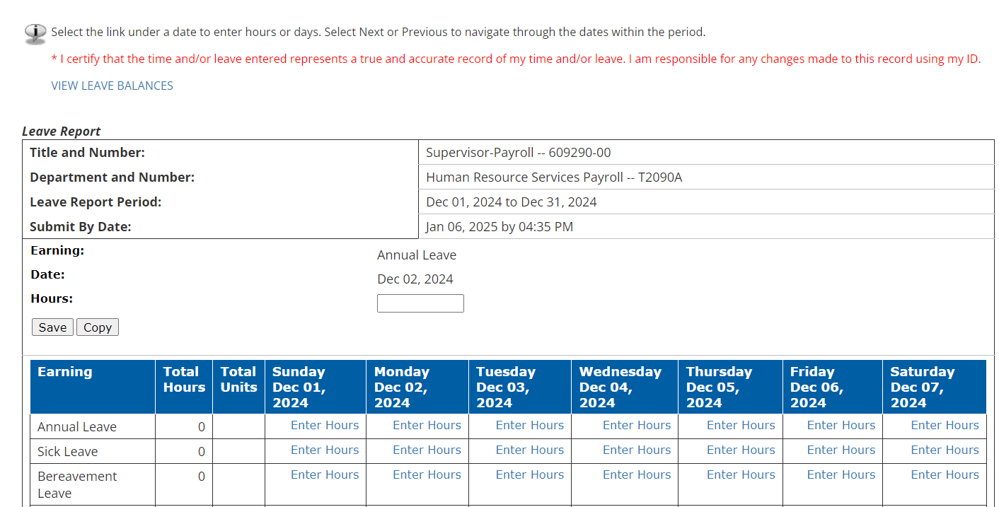 Select the link under a date to enter hours or days. Select Next or Previous to navigate through the dates within the period.
* I certify that the time and/or leave entered represents a true and accurate record of my time and/or leave. I am responsible for any changes made to this record using my ID.
VIEW LEAVE BALANCES
Leave Report
Title and Number: Supervisor-Payroll -- 609290-00
Department and Number: Human Resource Services Payroll -- T2090A
Leave Report Period: Dec 01, 2024 to Dec 31, 2024
Submit By Date: Jan 06, 2025 by 04:35 PM
Earning: Annual Leave
Date: Dec 02, 2024
Hours:
Save Copy
Earning Total Total Sunday Monday Tuesday Wednesday Thursday Friday Saturday
Hours Units Dec 01, Dec 02, Dec 03, Dec 04, Dec 05, Dec 06, Dec 07,
2024 2024 2024 2024 2024 2024 2024
Annual Leave 0 Enter Hours Enter Hours Enter Hours Enter Hours Enter Hours Enter Hours Enter Hours
Sick Leave 0 Enter Hours Enter Hours Enter Hours Enter Hours Enter Hours Enter Hours Enter Hours
Bereavement 0 Enter Hours Enter Hours Enter Hours Enter Hours Enter Hours Enter Hours Enter Hours
Leave